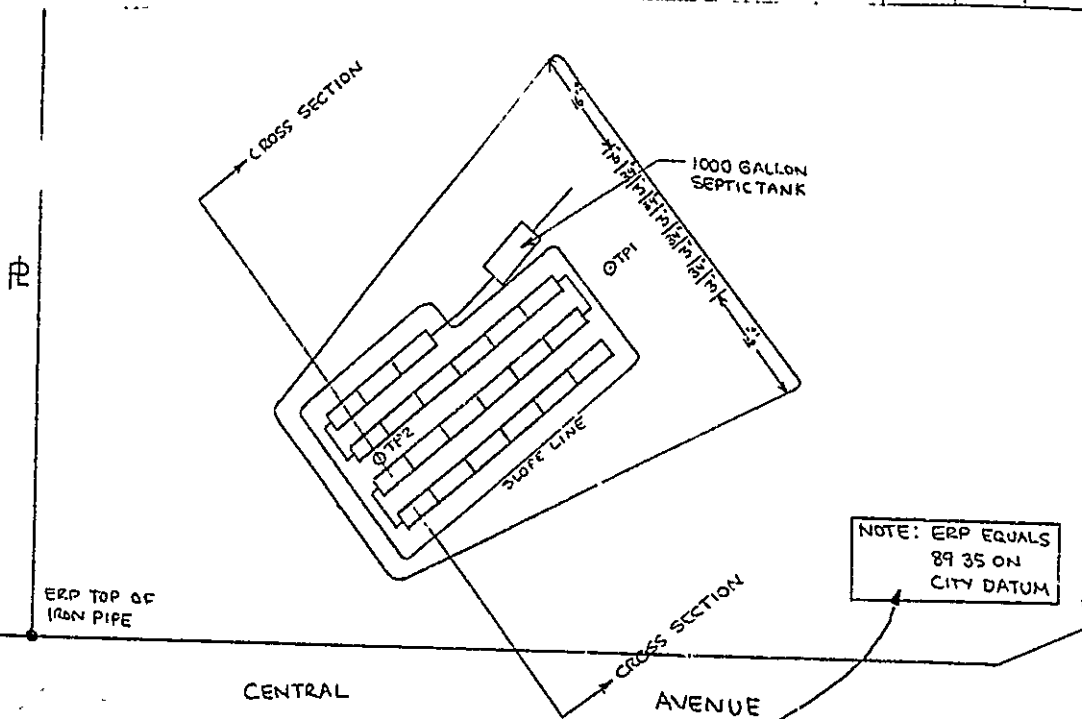 CROSS SECTION
1000 GALLON
SEPTIC TANK
PL
TP1
TP2
SLOPE LINE
NOTE: ERP EQUALS
89 35 ON
CITY DATUM
ERP TOP OF
IRON PIPE
CROSS SECTION
CENTRAL AVENUE